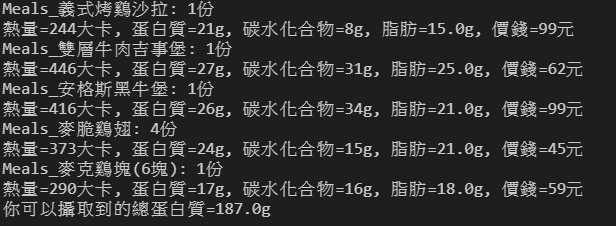 Meals_義式烤鷄沙拉: 1份
熱量=244大卡, 蛋白質=21g, 碳水化合物=8g, 脂肪=15.0g, 價錢=99元
Meals_雙層牛肉吉事堡: 1份
熱量=446大卡, 蛋白質=27g, 碳水化合物=31g, 脂肪=25.0g, 價錢=62元
Meals_安格斯黑牛堡: 1份
熱量=416大卡, 蛋白質=26g, 碳水化合物=34g, 脂肪=21.0g, 價錢=99元
Meals_麥脆鷄翅: 4份
熱量=373大卡, 蛋白質=24g, 碳水化合物=15g, 脂肪=21.0g, 價錢=45元
Meals_麥克鷄塊(6塊): 1份
熱量=290大卡, 蛋白質=17g, 碳水化合物=16g, 脂肪=18.0g, 價錢=59元
你可以攝取到的總蛋白質=187.0g